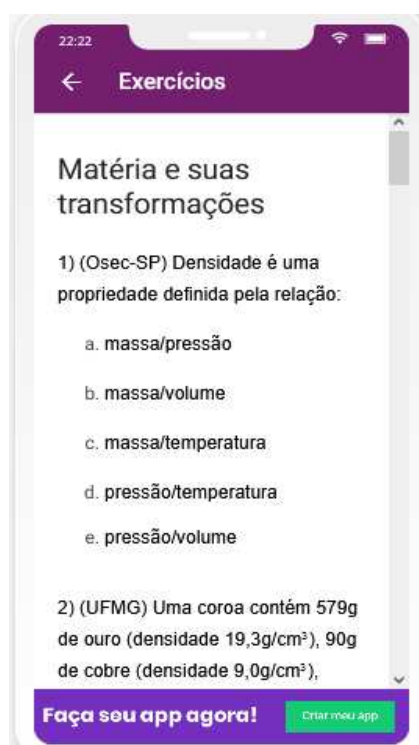 22:22
Exercícios
Matéria e suas
transformações
1) (Osec-SP) Densidade é uma
propriedade definida pela relação:
a. massa/pressão
b. massa/volume
c. massa/temperatura
d. pressão/temperatura
e. pressão/volume
2) (UFMG) Uma coroa contém 579g
de ouro (densidade 19,3g/cm³), 90g
de cobre (densidade 9,0g/cm³),
Faça seu app agora!
Criar meu app